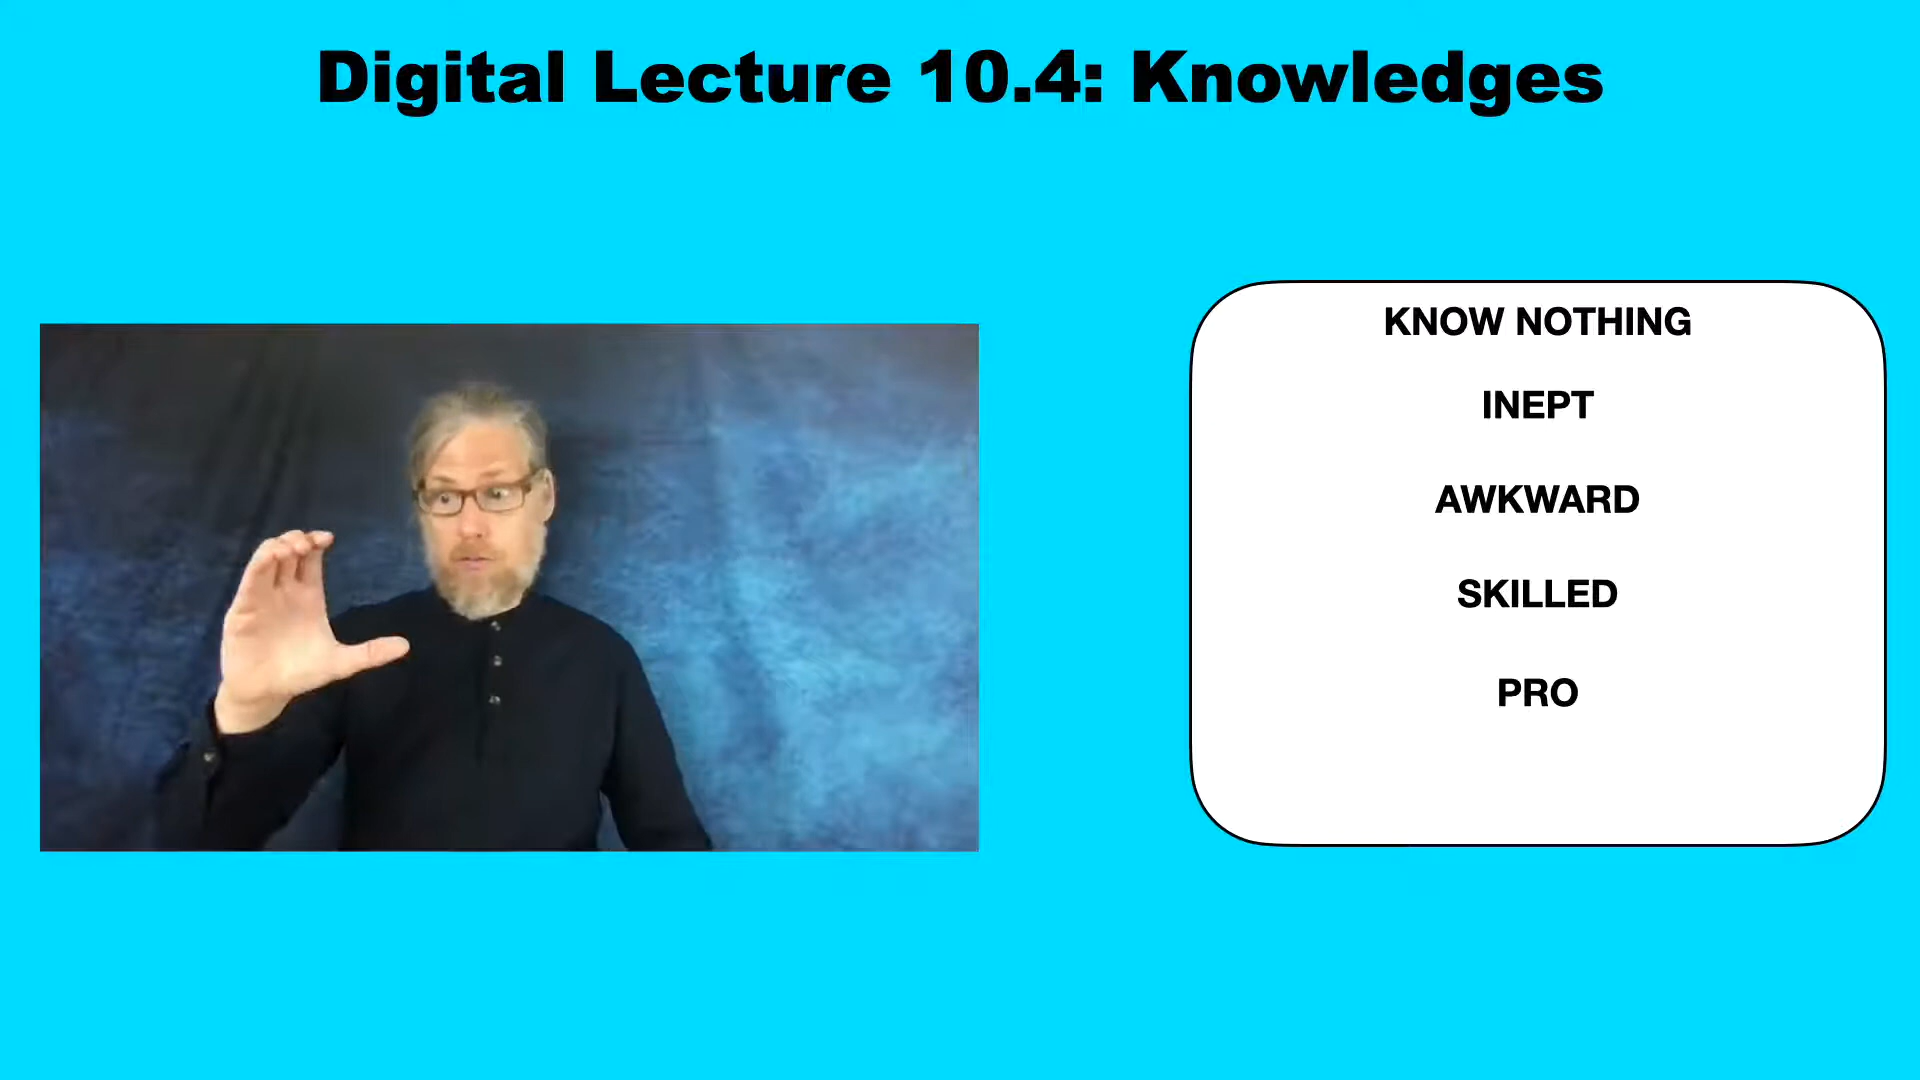 Digital Lecture 10.4: Knowledges
KNOW NOTHING
INEPT
AWKWARD
SKILLED
PRO